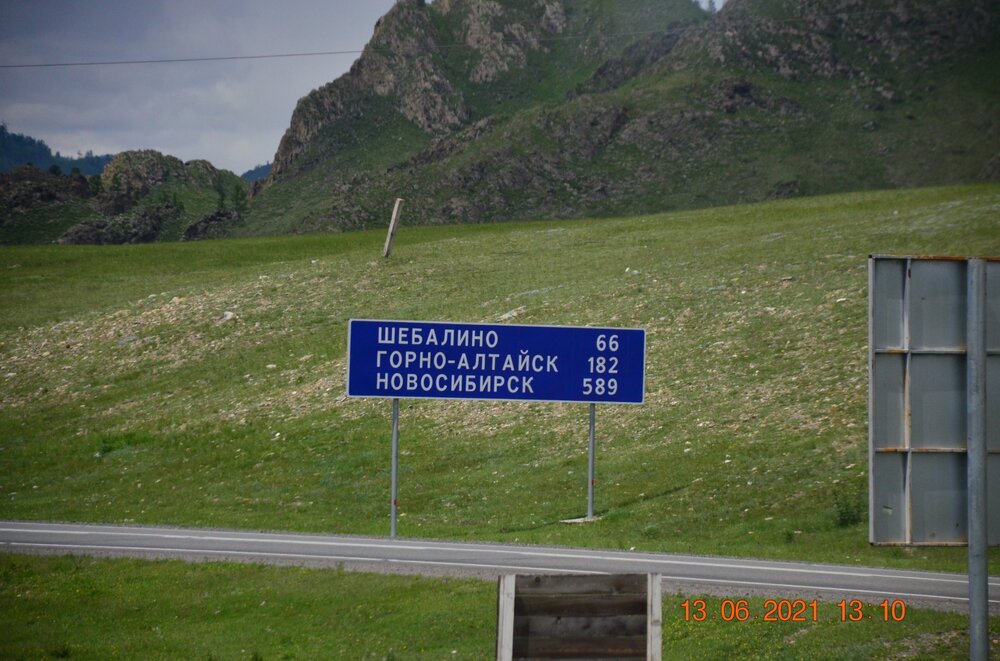 ШЕБАЛИНО 66
ГОРНО-АЛТАЙСК 182
НОВОСИБИРСК 589
13 06 2021 13:10